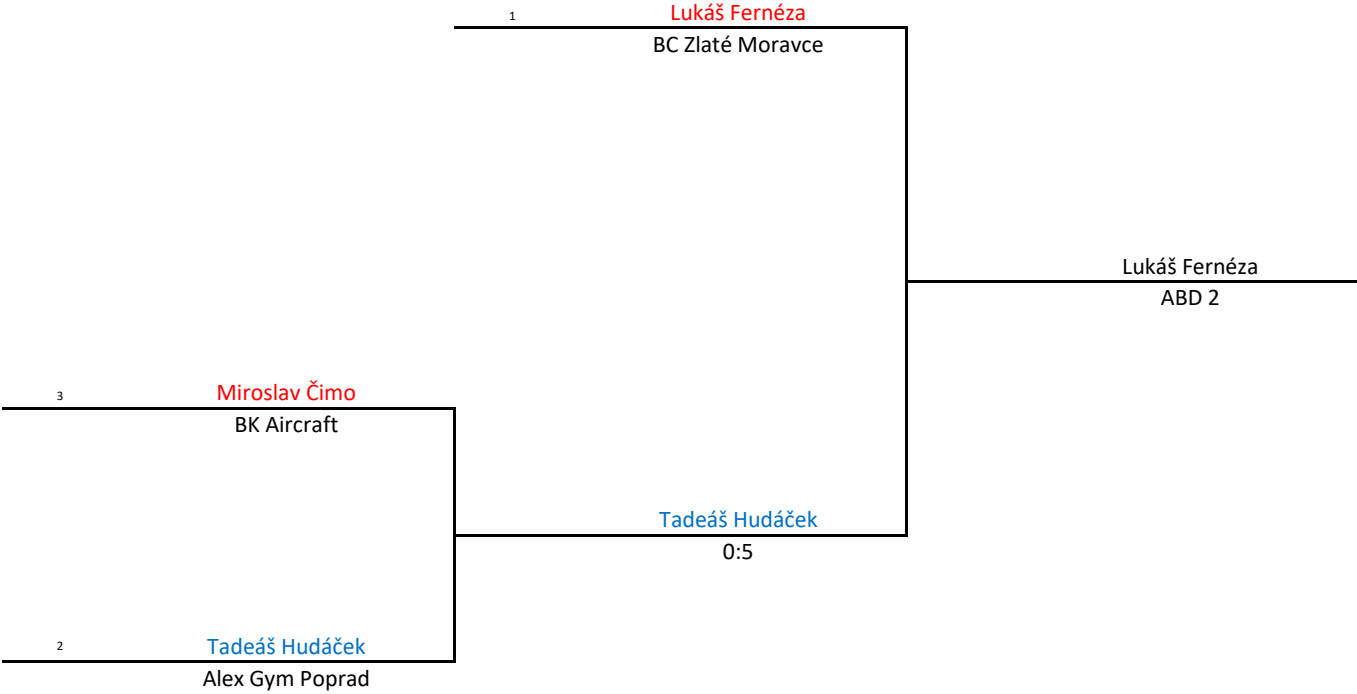 1 Lukáš Fernéza
BC Zlaté Moravce
Lukáš Fernéza
ABD 2
3 Miroslav Čimo
BK Aircraft
Tadeáš Hudáček
0:5
2 Tadeáš Hudáček
Alex Gym Poprad